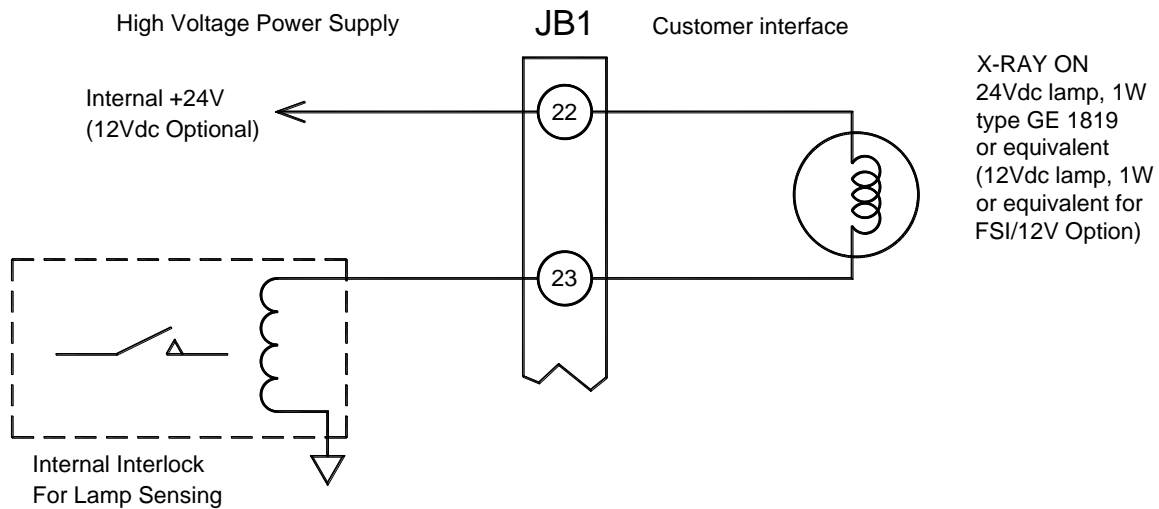 High Voltage Power Supply
JB1
Customer interface
Internal +24V
(12Vdc Optional)
22
X-RAY ON
24Vdc lamp, 1W
type GE 1819
or equivalent
(12Vdc lamp, 1W
or equivalent for
FSI/12V Option)
23
Internal Interlock
For Lamp Sensing